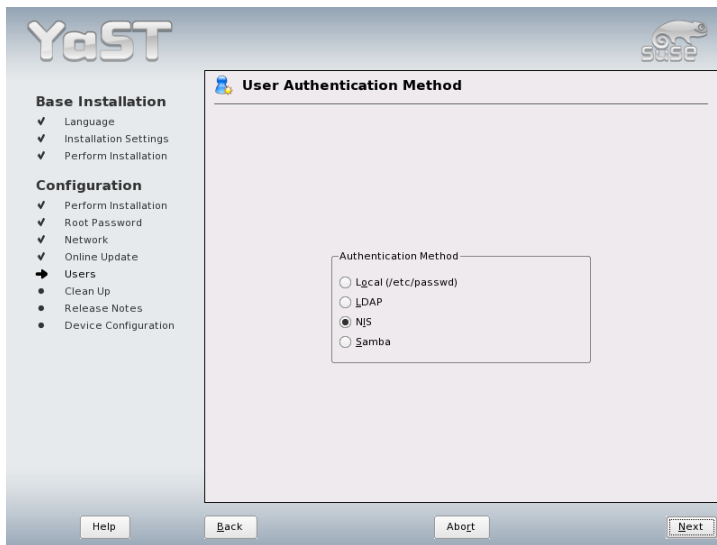 YaST
SUSE
Base Installation
Language
Installation Settings
Perform Installation
Configuration
Perform Installation
Root Password
Network
Online Update
Users
Clean Up
Release Notes
Device Configuration
User Authentication Method
Authentication Method
Local (/etc/passwd)
LDAP
NIS
Samba
Help
Back
Abort
Next